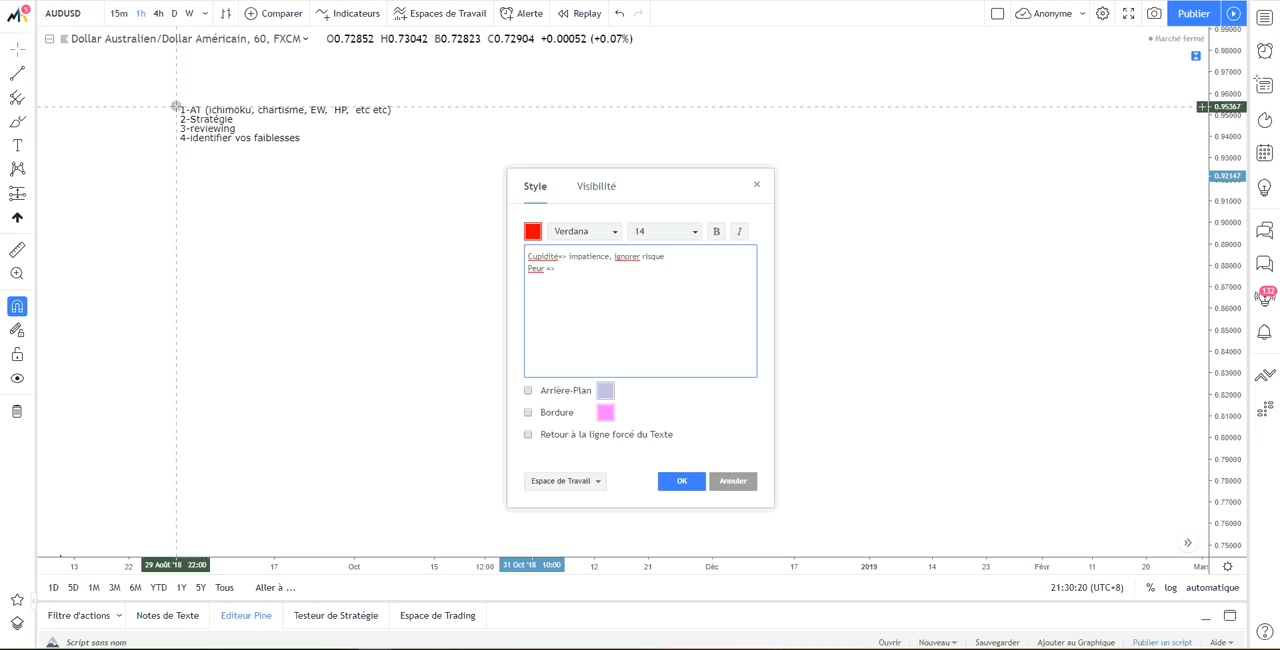 5
AUDUSD 15m 1h 4h D W Comparer Indicateurs Espaces de Travail Alerte Replay Anonyme Publier
Dollar Australien/Dollar Américain, 60, FXCM O0.72852 H0.73042 B0.72823 C0.72904 +0.00052 (+0.07%)
Marché fermé
0.99000
0.98000
0.97000
0.96000
0.95367
0.95000
0.94000
0.93000
0.92147
0.91000
0.90000
0.89000
0.88000
0.87000
0.86000
0.85000
0.84000
0.83000
0.82000
0.81000
0.80000
0.79000
0.78000
0.77000
0.76000
0.75000
132
1-AT (ichimoku, chartisme, EW, HP, etc etc)
2-Stratégie
3-reviewing
4-identifier vos faiblesses
Style Visibilité
Verdana 14 B I
Cupidité=> impatience, ignorer risque
Peur =>
Arrière-Plan
Bordure
Retour à la ligne forcé du Texte
Espace de Travail OK Annuler
13 22 29 Août '18 22:00 17 Oct 15 12:00 31 Oct '18 10:00 12 21 Déc 17 2019 14 23 Févr 11 20 Mars
1D 5D 1M 3M 6M YTD 1Y 5Y Tous Aller à ... 21:30:20 (UTC+8) % log automatique
Filtre d'actions Notes de Texte Editeur Pine Testeur de Stratégie Espace de Trading
Script sans nom Ouvrir Nouveau Sauvegarder Ajouter au Graphique Publier un script Aide